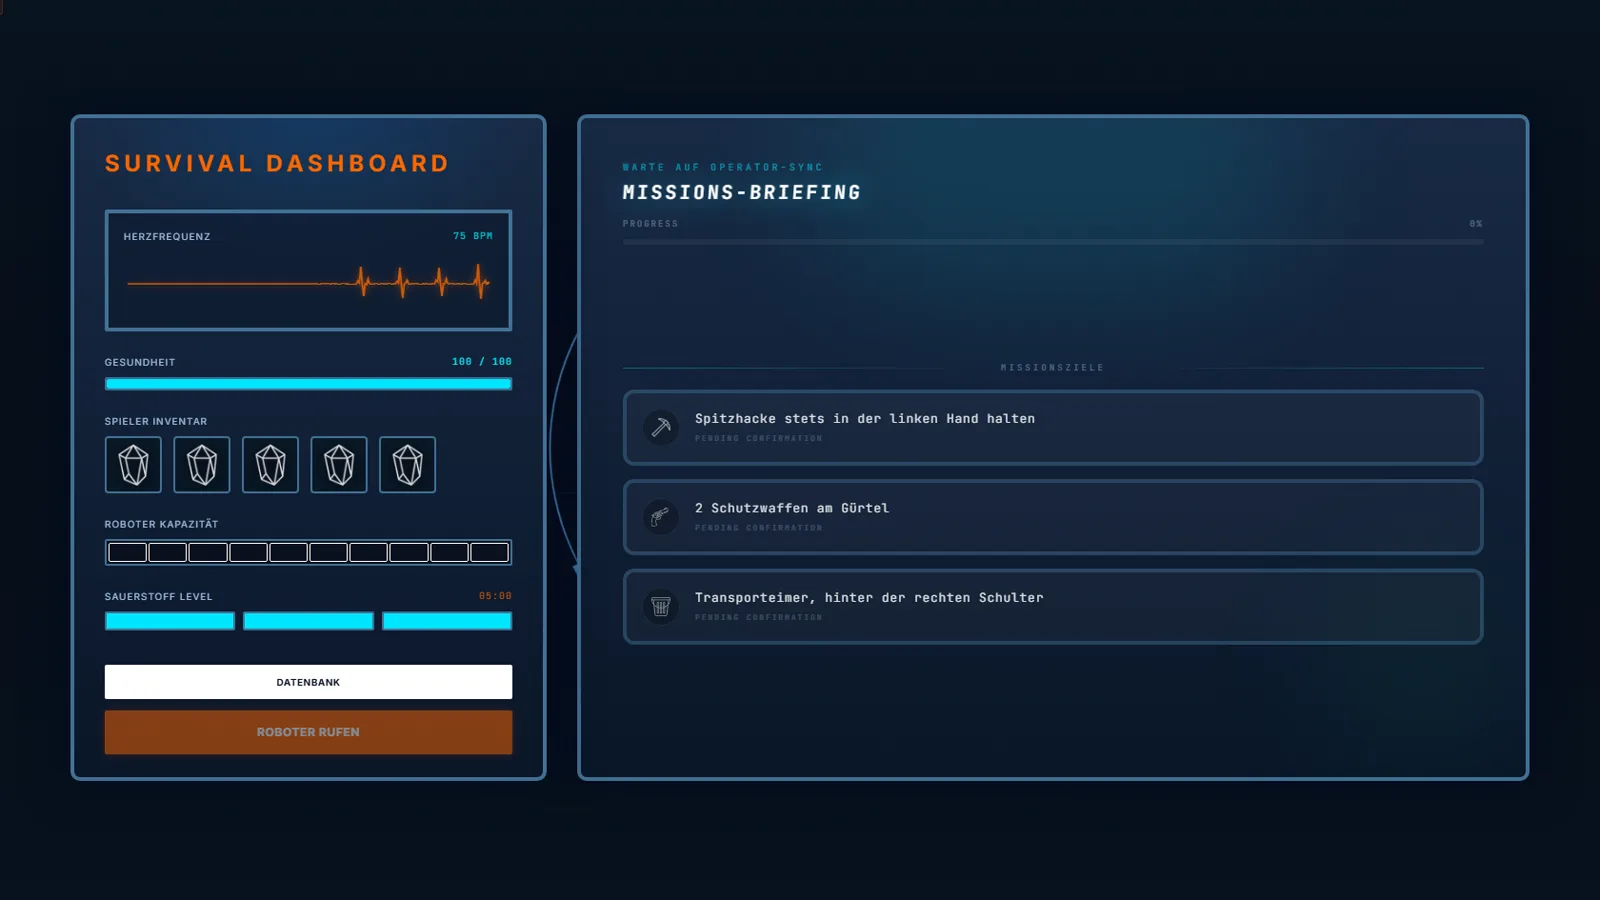 SURVIVAL DASHBOARD
HERZFREQUENZ 75 BPM
GESUNDHEIT 100 / 100
SPIELER INVENTAR
ROBOTER KAPAZITÄT
SAUERSTOFF LEVEL 05:00
DATENBANK
ROBOTER RUFEN
WARTE AUF OPERATOR-SYNC
MISSIONS-BRIEFING
PROGRESS 0%
MISSIONSZIELE
Spitzhacke stets in der linken Hand halten
PENDING CONFIRMATION
2 Schutzwaffen am Gürtel
PENDING CONFIRMATION
Transporteimer, hinter der rechten Schulter
PENDING CONFIRMATION